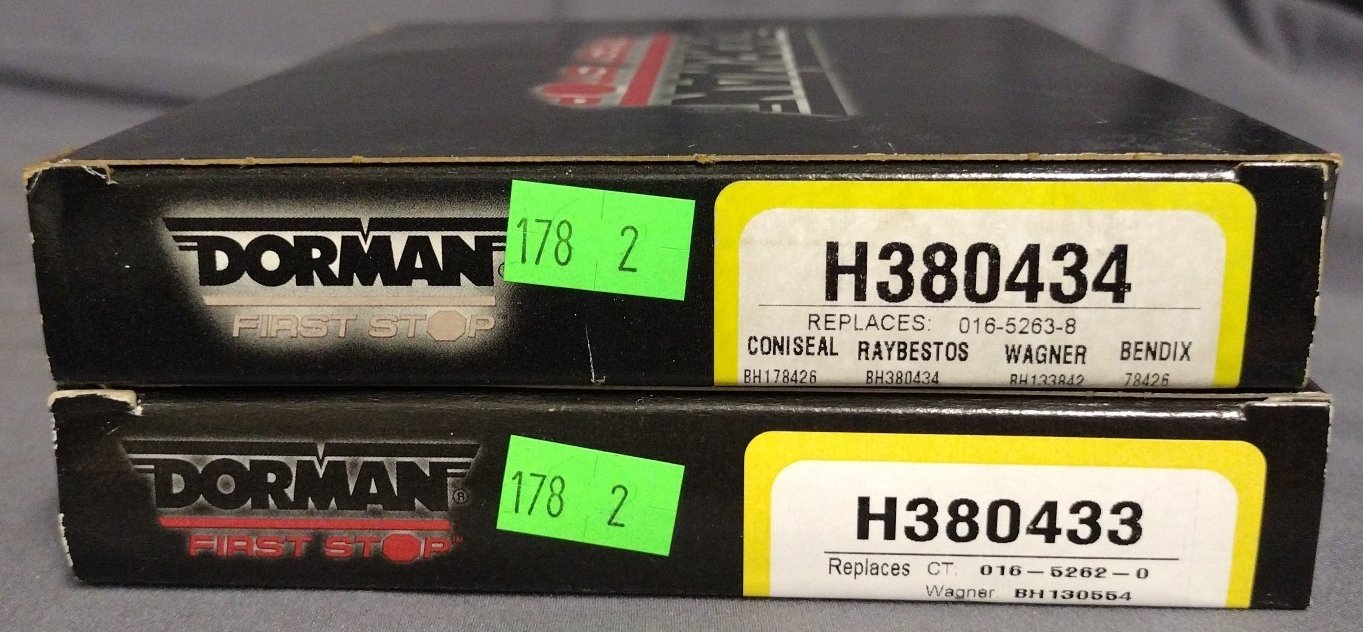 DORMAN
FIRST STOP
178 2
H380434
REPLACES: 016-5263-8
CONISEAL RAYBESTOS WAGNER BENDIX
BH178426 BH380434 BH133842 78426
DORMAN®
FIRST STOP
178 2
H380433
Replaces CT. 016-5262-0
Wagner BH130554